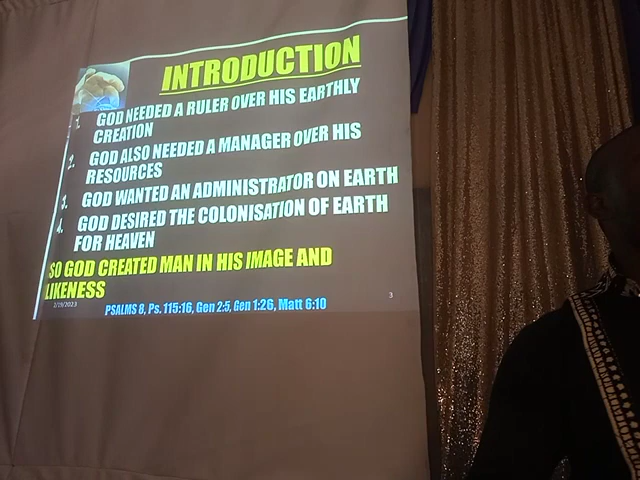 INTRODUCTION
1. GOD NEEDED A RULER OVER HIS EARTHLY
CREATION
2. GOD ALSO NEEDED A MANAGER OVER HIS
RESOURCES
3. GOD WANTED AN ADMINISTRATOR ON EARTH
4. GOD DESIRED THE COLONISATION OF EARTH
FOR HEAVEN
SO GOD CREATED MAN IN HIS IMAGE AND
LIKENESS
2/19/2023
PSALMS 8, Ps. 115:16, Gen 2:5, Gen 1:26, Matt 6:10
3